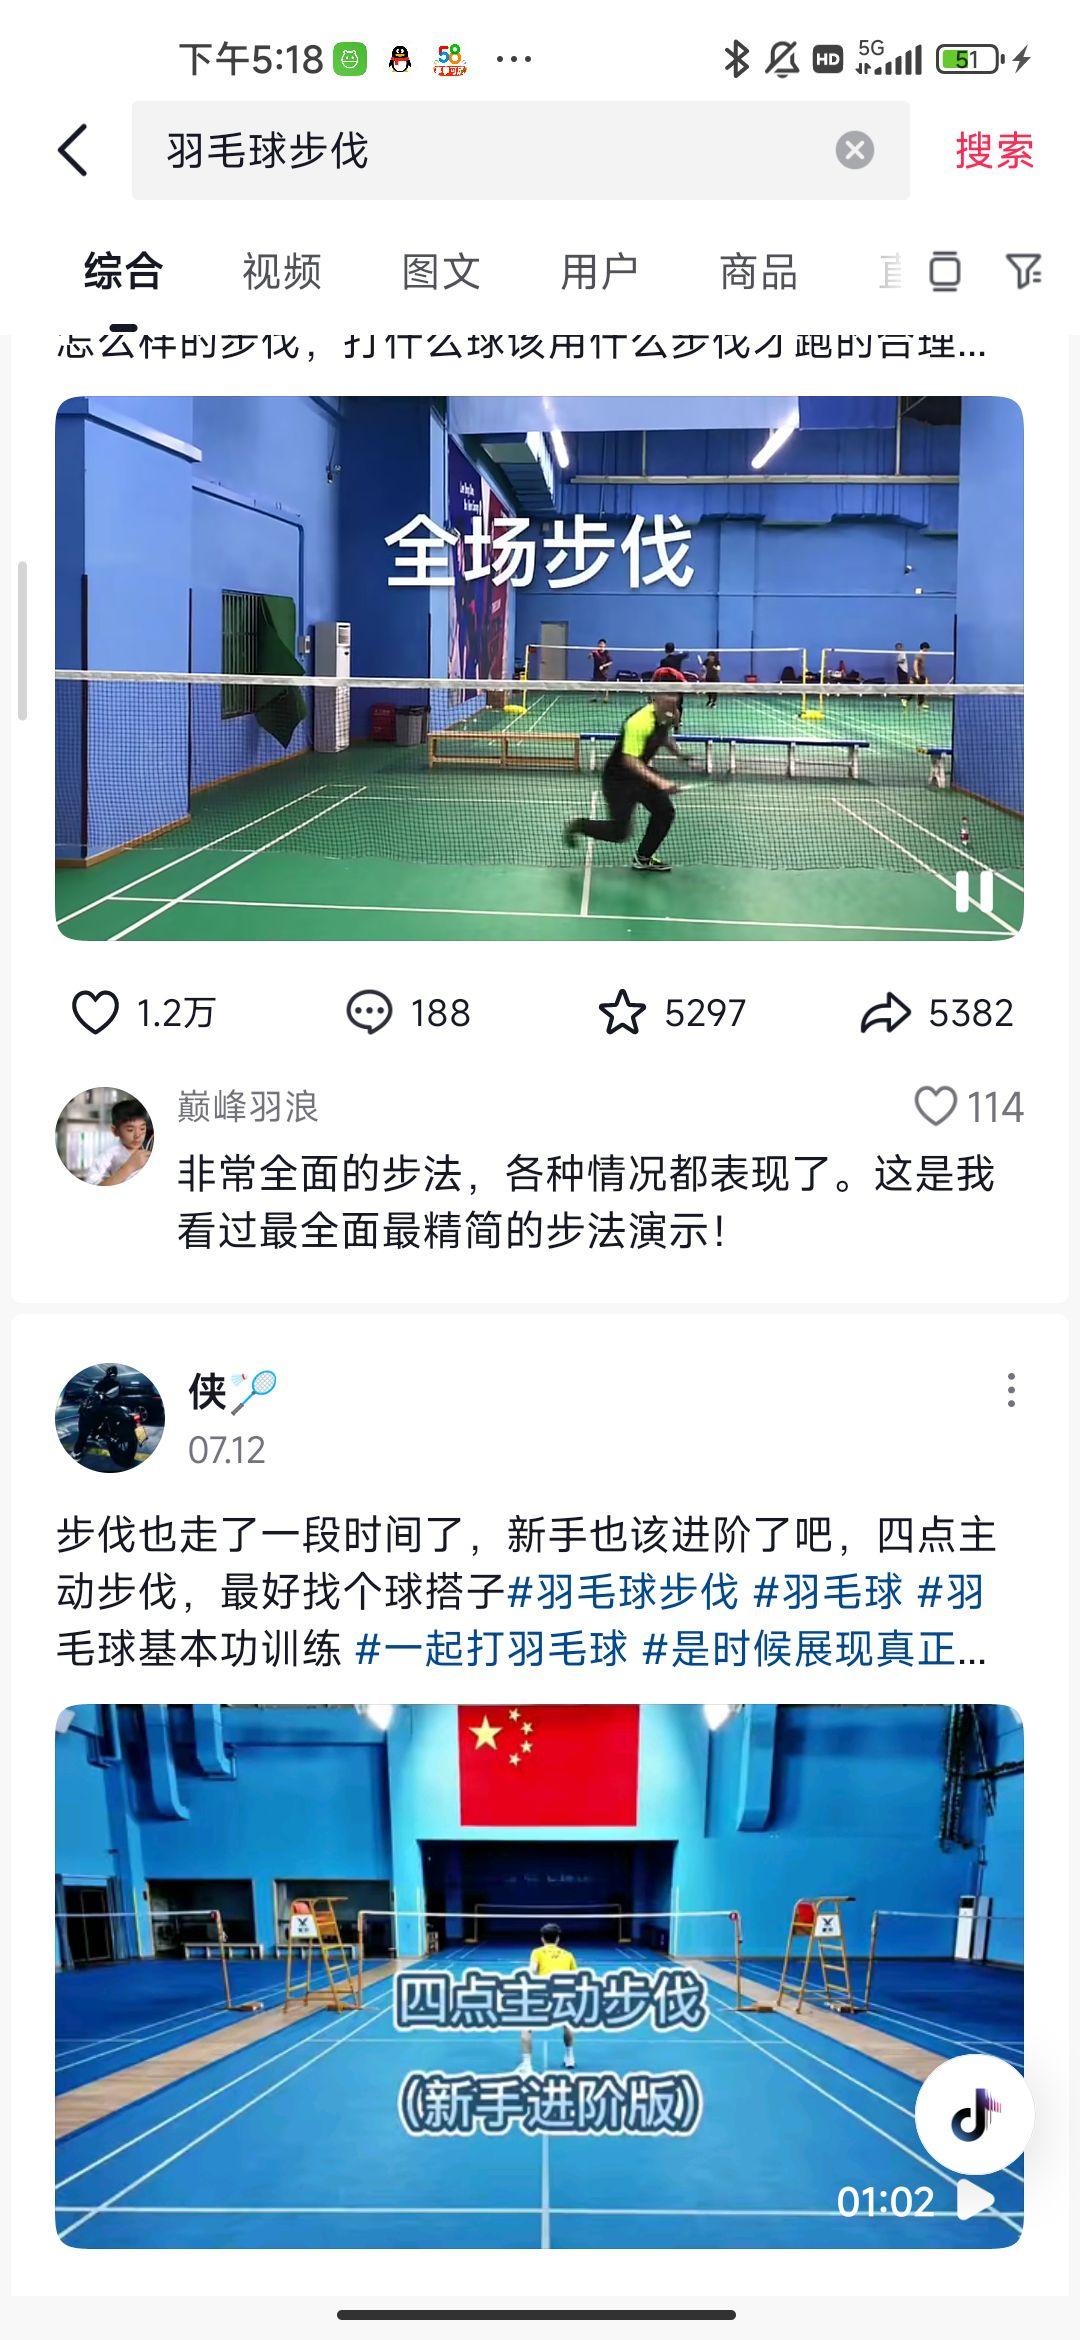 下午5:18
58
HD
5G
51
羽毛球步伐
搜索
综合
视频
图文
用户
商品
怎么样的步伐，打什么球该用什么步伐才跑的合理...
全场步伐
1.2万
188
5297
5382
巅峰羽浪
114
非常全面的步法，各种情况都表现了。这是我
看过最全面最精简的步法演示！
侠
07.12
步伐也走了一段时间了，新手也该进阶了吧，四点主
动步伐，最好找个球搭子#羽毛球步伐 #羽毛球 #羽
毛球基本功训练 #一起打羽毛球 #是时候展现真正...
四点主动步伐
(新手进阶版)
01:02